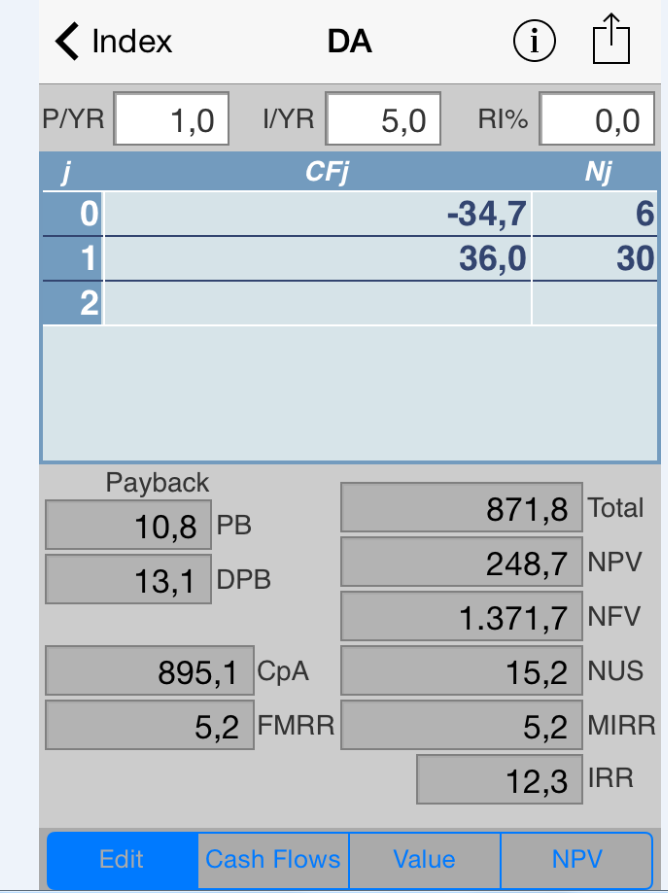 Index DA i
P/YR 1,0 I/YR 5,0 RI% 0,0
j CFj Nj
0 -34,7 6
1 36,0 30
2
Payback
10,8 PB
13,1 DPB
895,1 CpA
5,2 FMRR
871,8 Total
248,7 NPV
1.371,7 NFV
15,2 NUS
5,2 MIRR
12,3 IRR
Edit Cash Flows Value NPV